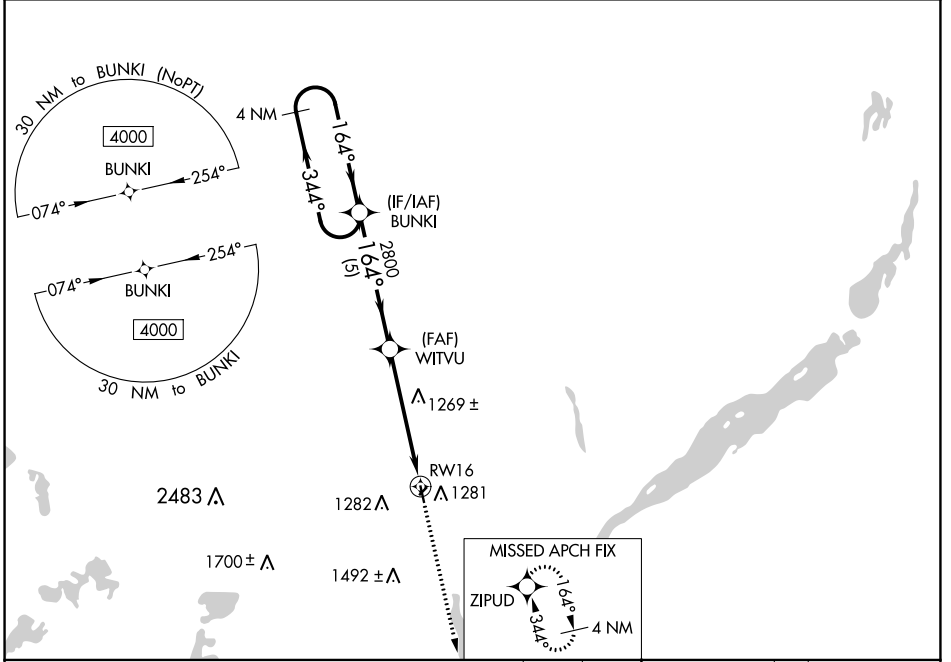 30 NM to BUNKI (NoPT)
4000
BUNKI
074°
254°
254°
074°
BUNKI
4000
30 NM to BUNKI
4 NM
164°
344°
(IF/IAF)
BUNKI
2800
164°
(5)
(FAF)
WITVU
1269 ±
RW16
1281
1282
2483
1700 ±
1492 ±
MISSED APCH FIX
ZIPUD
164°
344°
4 NM